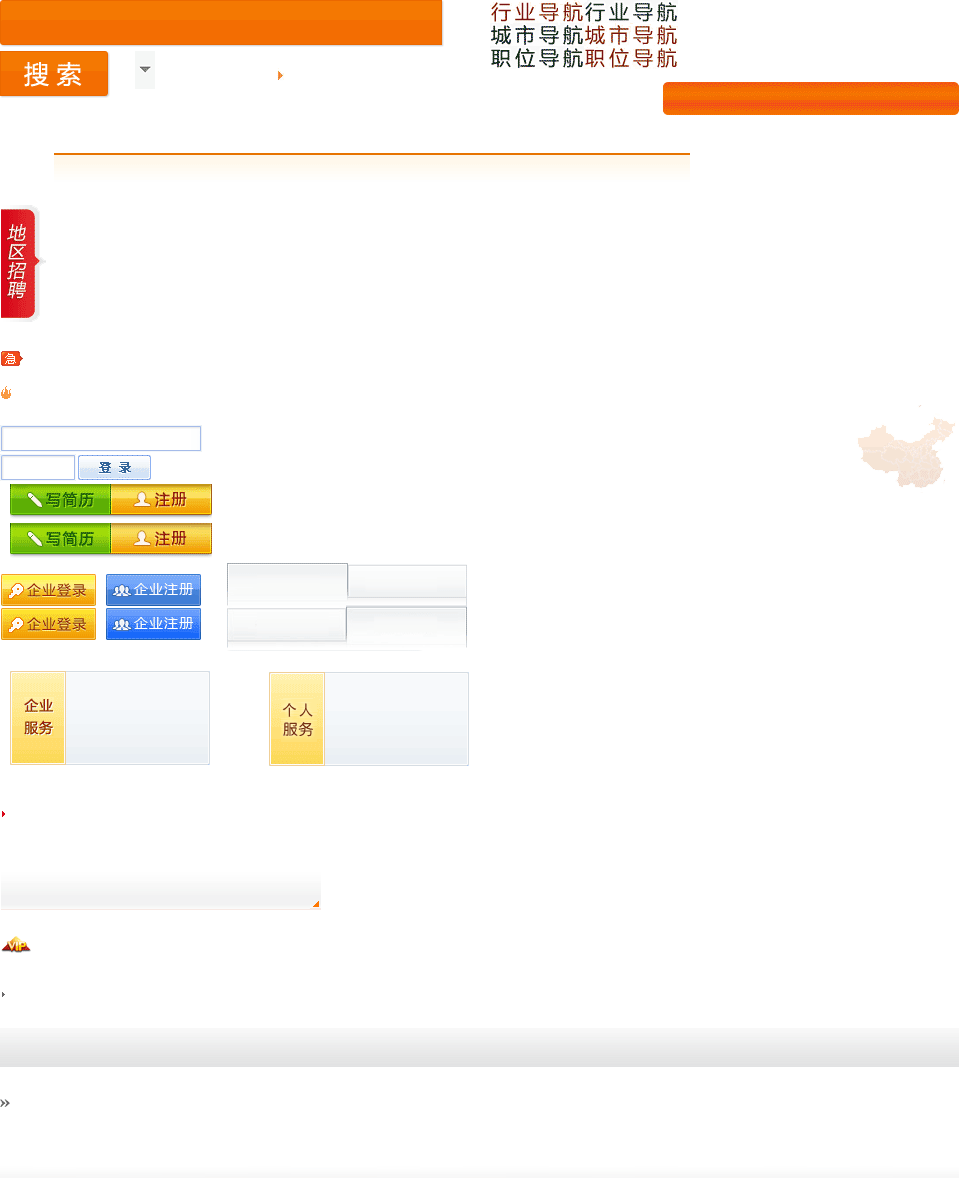 行业导航行业导航
城市导航城市导航
职位导航职位导航
搜索
地区招聘
急
登录
写简历 注册
写简历 注册
企业登录 企业注册
企业登录 企业注册
企业
服务
个人
服务
VIP
»